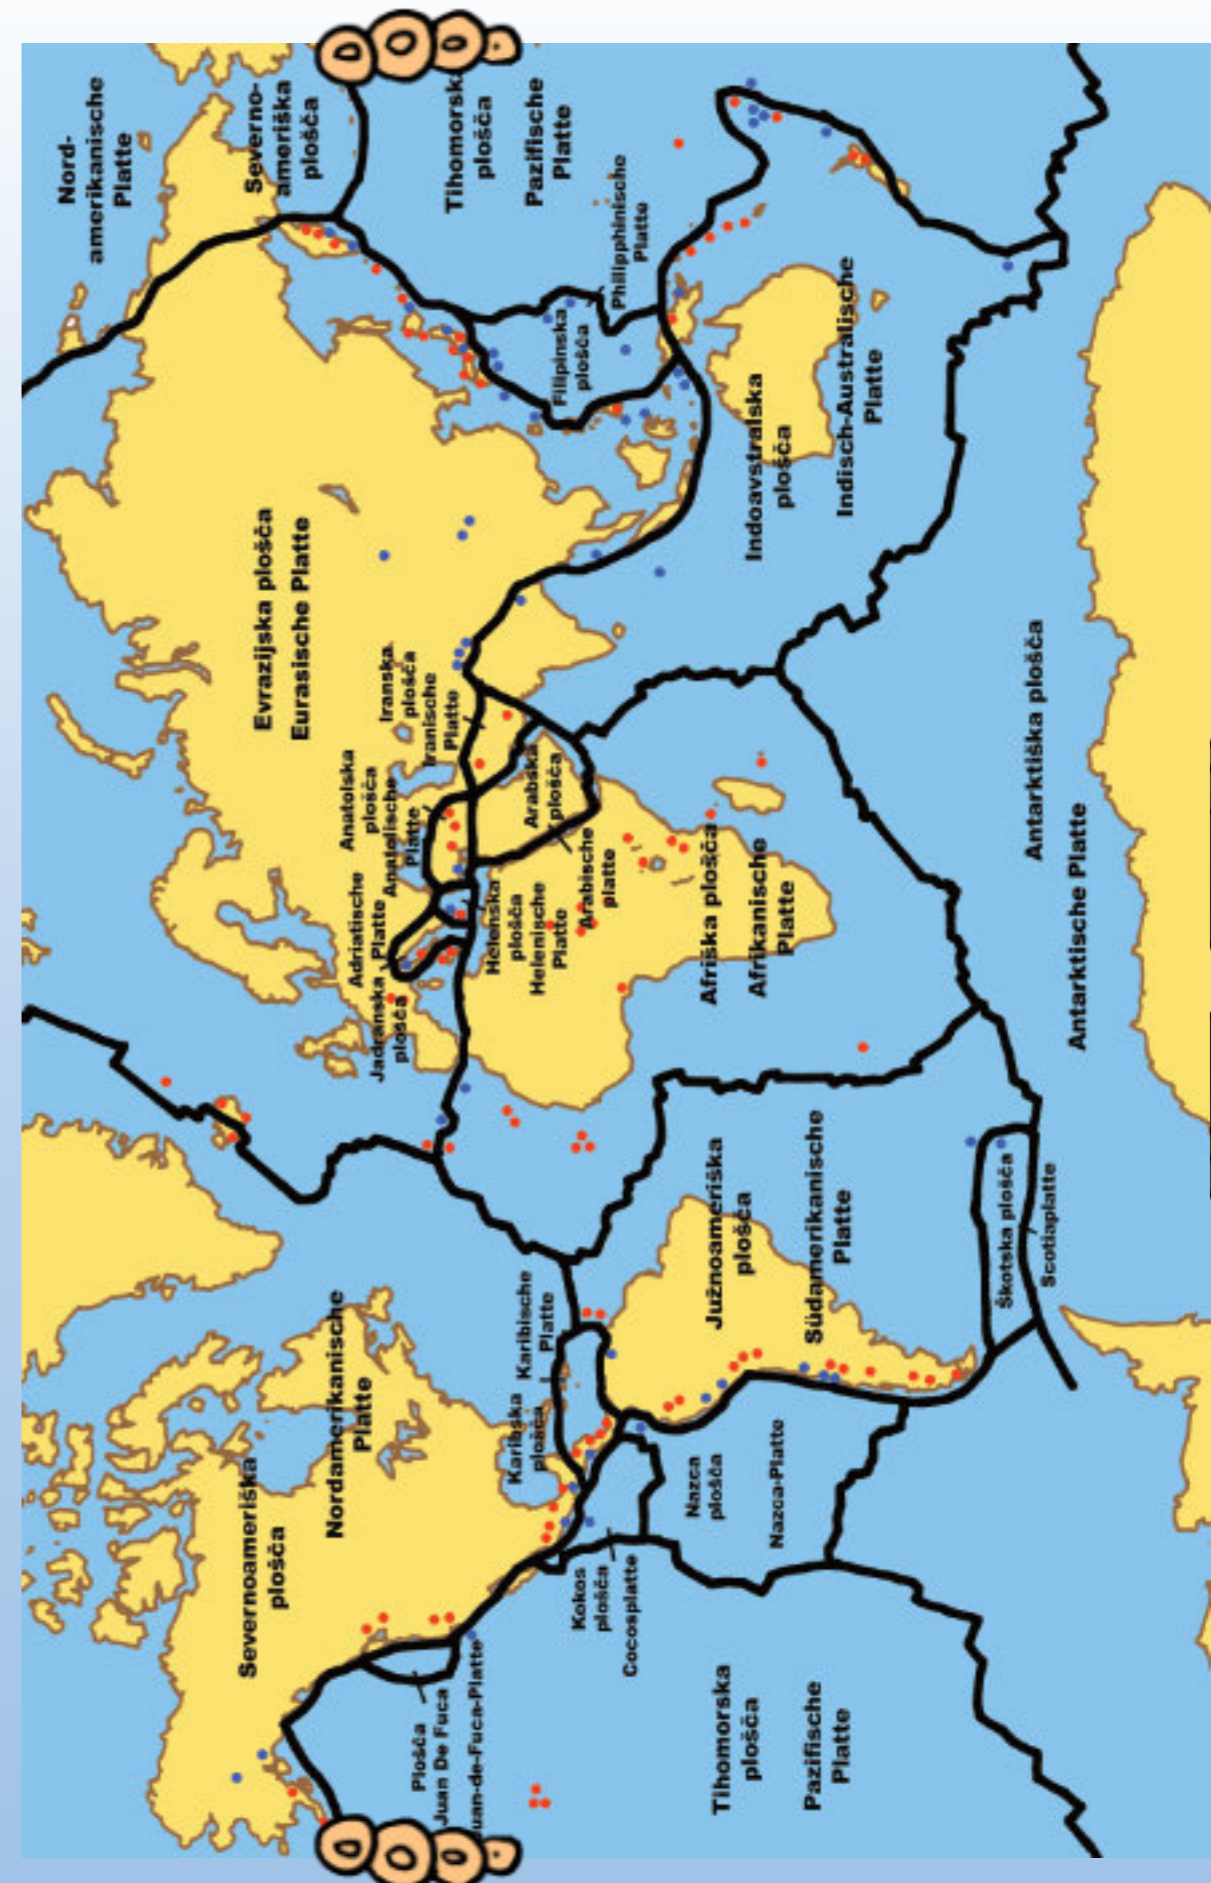 Severnoameriška
plošča
Nordamerikanische
Platte
Plošča
Juan De Fuca
Juan-de-Fuca-Platte
Tihomorska
plošča
Pazifische
Platte
Karibska
plošča
Karibische
Platte
Kokos
plošča
Cocosplatte
Nazca
plošča
Nazca-Platte
Južnoameriška
plošča
Südamerikanische
Platte
Škotska plošča
Scotiaplatte
Evrazijska plošča
Eurasische Platte
Jadranska
plošča
Adriatische
Platte
Anatolska
plošča
Anatolische
Platte
Iranska
plošča
Iranische
Platte
Helenska
plošča
Helenische
Platte
Arabska
plošča
Arabische
platte
Afriška plošča
Afrikanische
Platte
Antarktiška plošča
Antarktische Platte
Nord-
amerikanische
Platte
Severno-
ameriška
plošča
Tihomorska
plošča
Pazifische
Platte
Filipinska
plošča
Philipphinische
Platte
Indoavstralska
plošča
Indisch-Australische
Platte